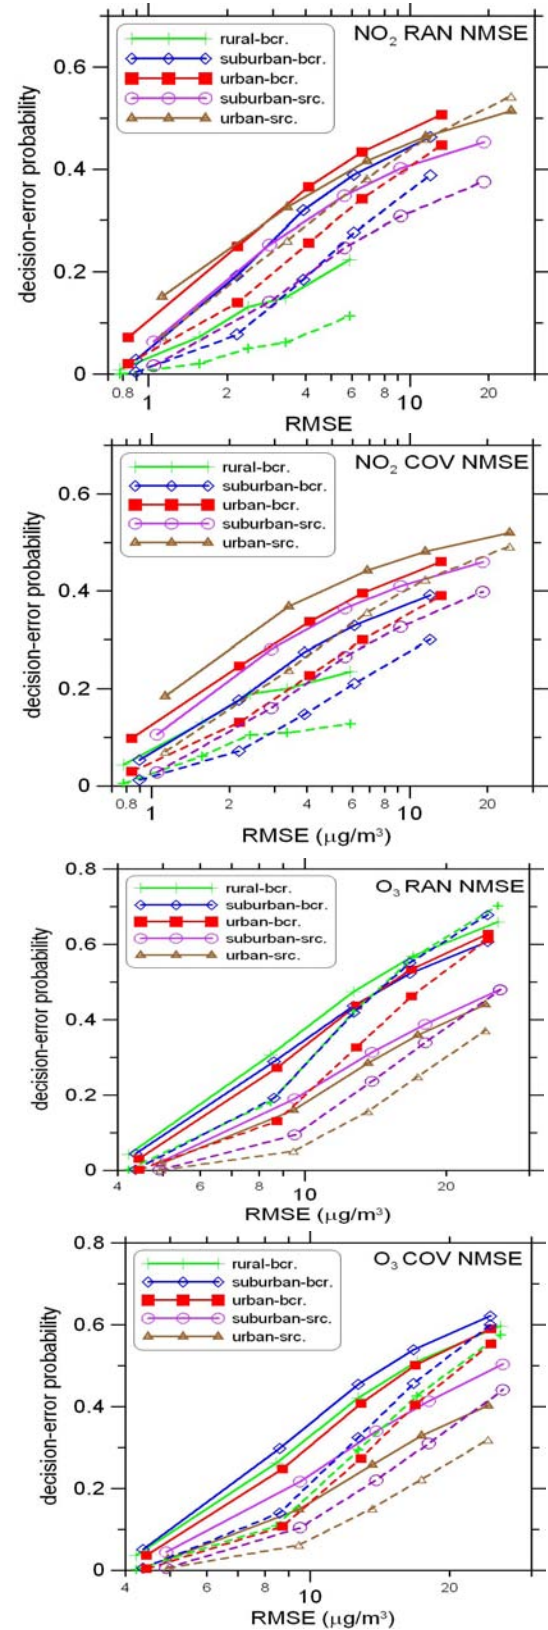 NO2 RAN NMSE
rural-bcr.
suburban-bcr.
urban-bcr.
suburban-src.
urban-src.
decision-error probability
0.6
0.4
0.2
0
0.8 1 2 4 6 8 10 20
RMSE
NO2 COV NMSE
rural-bcr.
suburban-bcr.
urban-bcr.
suburban-src.
urban-src.
decision-error probability
0.6
0.4
0.2
0
0.8 1 2 4 6 8 10 20
RMSE (µg/m³)
O3 RAN NMSE
rural-bcr.
suburban-bcr.
urban-bcr.
suburban-src.
urban-src.
decision-error probability
0.8
0.6
0.4
0.2
0
4 6 8 10 20
RMSE (µg/m³)
O3 COV NMSE
rural-bcr.
suburban-bcr.
urban-bcr.
suburban-src.
urban-src.
decision-error probability
0.8
0.6
0.4
0.2
0
4 6 8 10 20
RMSE (µg/m³)